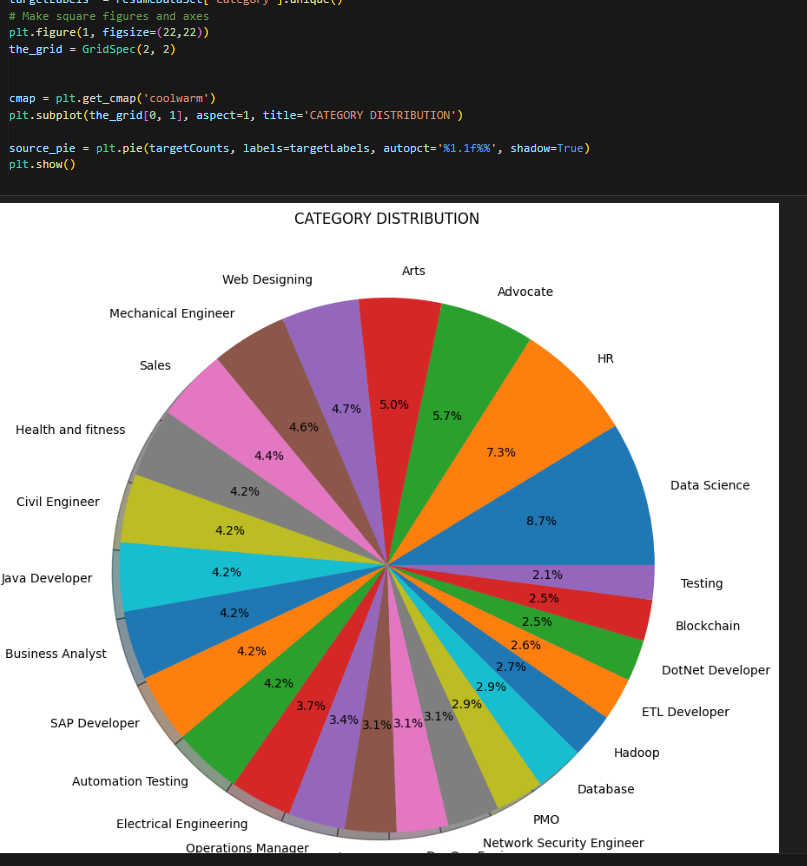 targetLabels = resumeDataSet['Category'].unique()
# Make square figures and axes
plt.figure(1, figsize=(22,22))
the_grid = GridSpec(2, 2)
cmap = plt.get_cmap('coolwarm')
plt.subplot(the_grid[0, 1], aspect=1, title='CATEGORY DISTRIBUTION')
source_pie = plt.pie(targetCounts, labels=targetLabels, autopct='%1.1f%%', shadow=True)
plt.show()
CATEGORY DISTRIBUTION
Arts
Web Designing
Advocate
Mechanical Engineer
HR
Sales
5.0%
4.7%
5.7%
4.6%
Health and fitness
7.3%
4.4%
Data Science
4.2%
Civil Engineer
8.7%
4.2%
Java Developer
4.2%
2.1%
Testing
2.5%
4.2%
Blockchain
2.5%
2.6%
Business Analyst
4.2%
2.7%
DotNet Developer
4.2%
2.9%
2.9%
3.7%
ETL Developer
3.4%
3.1%
3.1%
3.1%
SAP Developer
Hadoop
Automation Testing
Database
PMO
Electrical Engineering
Network Security Engineer
Operations Manager